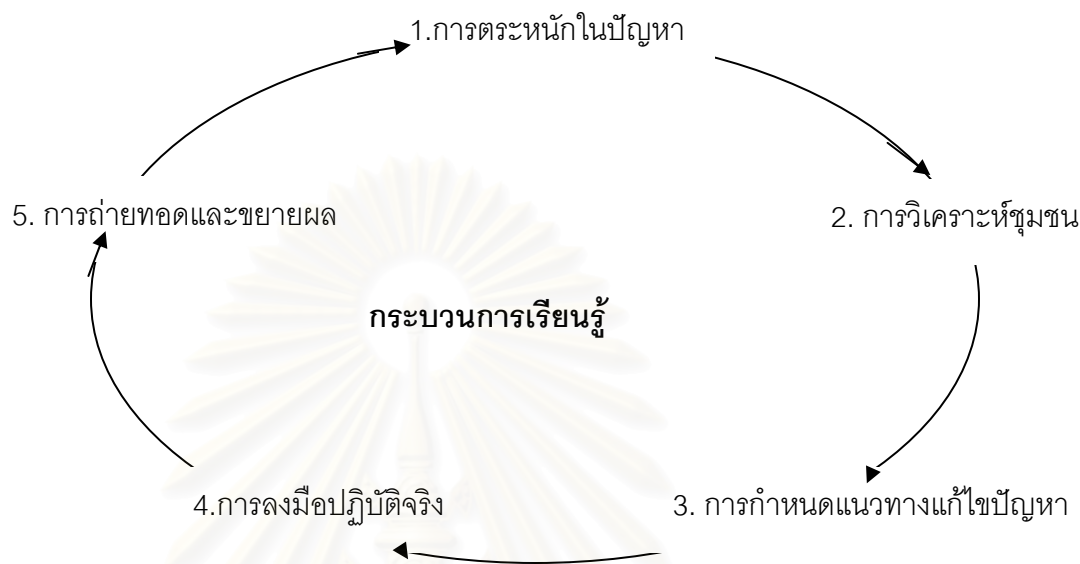 1.การตระหนักในปัญหา
2. การวิเคราะห์ชุมชน
3. การกำหนดแนวทางแก้ไขปัญหา
4.การลงมือปฏิบัติจริง
5. การถ่ายทอดและขยายผล
กระบวนการเรียนรู้